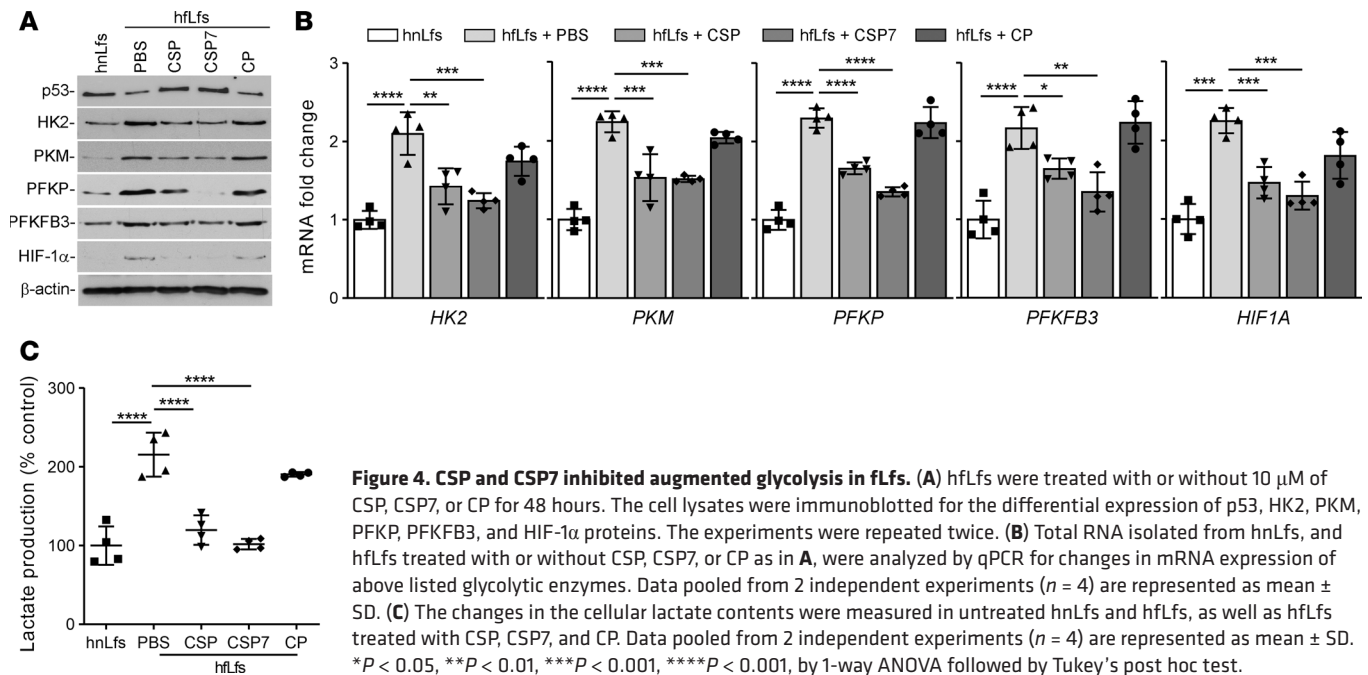 A
hfLfs
hnLfs
PBS
CSP
CSP7
CP
p53-
HK2-
PKM-
PFKP-
PFKFB3-
HIF-1α-
β-actin-
B
hnLfs
hfLfs + PBS
hfLfs + CSP
hfLfs + CSP7
hfLfs + CP
mRNA fold change
3
2
1
0
***
**** **
***
**** ***
****
**** ****
**
**** *
***
*** ***
HK2
PKM
PFKP
PFKFB3
HIF1A
C
Lactate production (% control)
300
200
100
0
****
****
****
hnLfs
PBS
CSP
CSP7
CP
hfLfs
Figure 4. CSP and CSP7 inhibited augmented glycolysis in fLfs. (A) hfLfs were treated with or without 10 μM of
CSP, CSP7, or CP for 48 hours. The cell lysates were immunoblotted for the differential expression of p53, HK2, PKM,
PFKP, PFKFB3, and HIF-1α proteins. The experiments were repeated twice. (B) Total RNA isolated from hnLfs, and
hfLfs treated with or without CSP, CSP7, or CP as in A, were analyzed by qPCR for changes in mRNA expression of
above listed glycolytic enzymes. Data pooled from 2 independent experiments (n = 4) are represented as mean ±
SD. (C) The changes in the cellular lactate contents were measured in untreated hnLfs and hfLfs, as well as hfLfs
treated with CSP, CSP7, and CP. Data pooled from 2 independent experiments (n = 4) are represented as mean ± SD.
*P < 0.05, **P < 0.01, ***P < 0.001, ****P < 0.001, by 1-way ANOVA followed by Tukey's post hoc test.